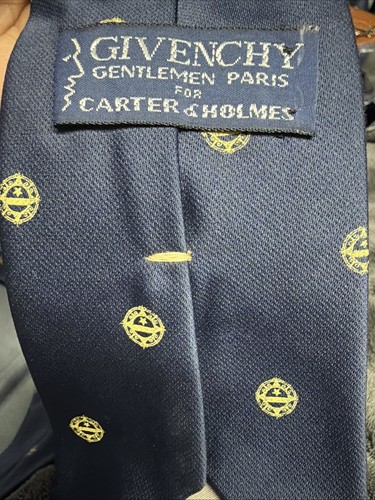 GIVENCHY
GENTLEMEN PARIS
FOR
CARTER & HOLMES